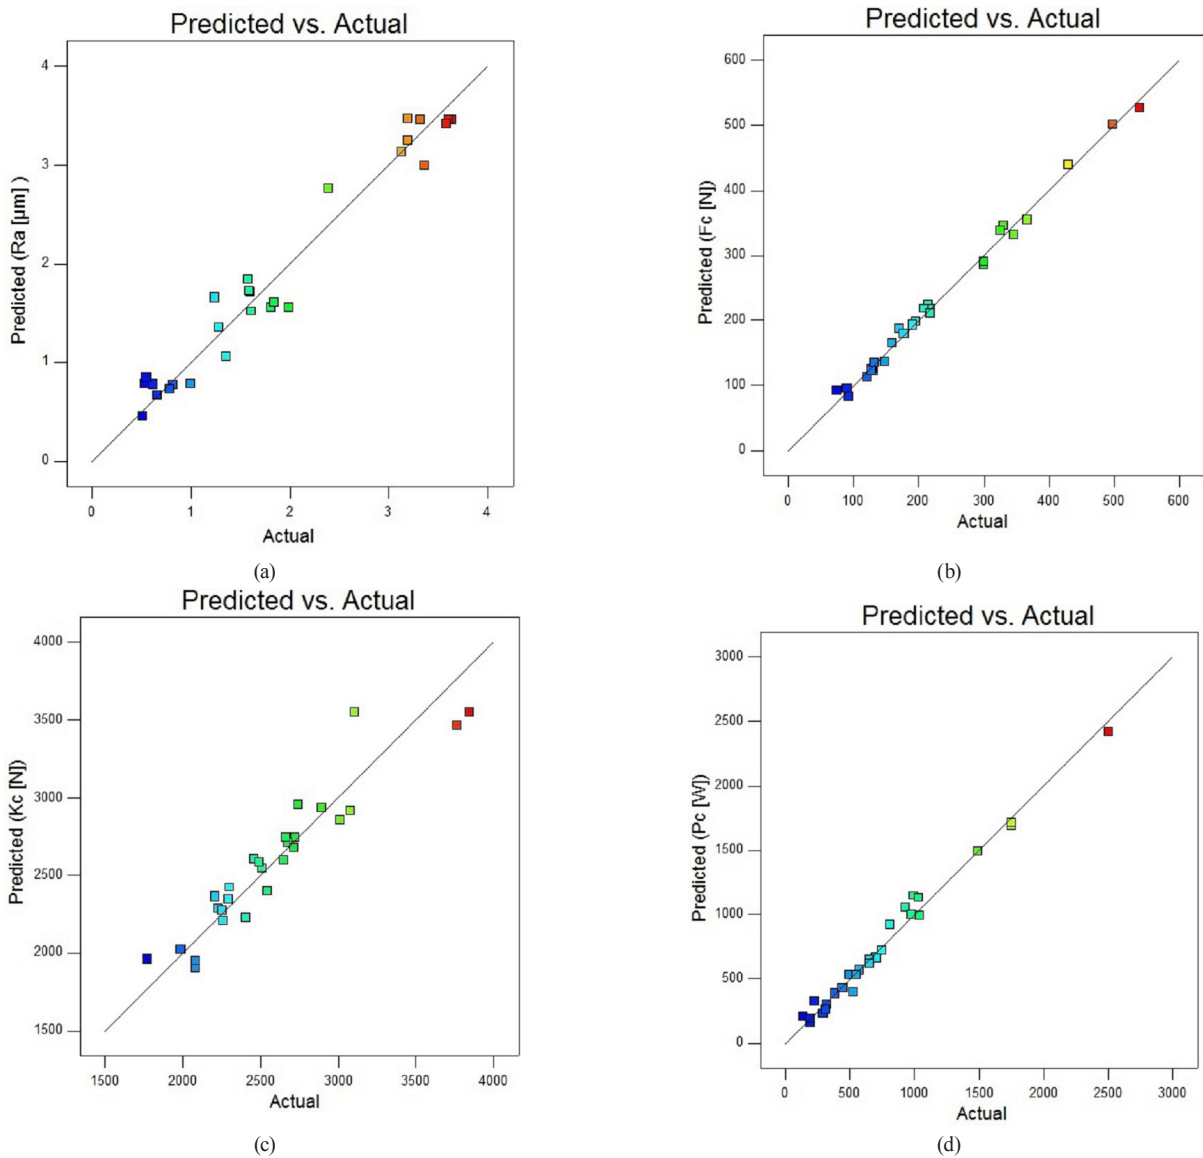 Predicted vs. Actual
Predicted (Ra [µm] )
4
3
2
1
0
0 1 2 3 4
Actual
(a)
Predicted vs. Actual
Predicted (Fc [N])
600
500
400
300
200
100
0
0 100 200 300 400 500 600
Actual
(b)
Predicted vs. Actual
Predicted (Kc [N])
4000
3500
3000
2500
2000
1500
1500 2000 2500 3000 3500 4000
Actual
(c)
Predicted vs. Actual
Predicted (Pc [W])
3000
2500
2000
1500
1000
500
0
0 500 1000 1500 2000 2500 3000
Actual
(d)